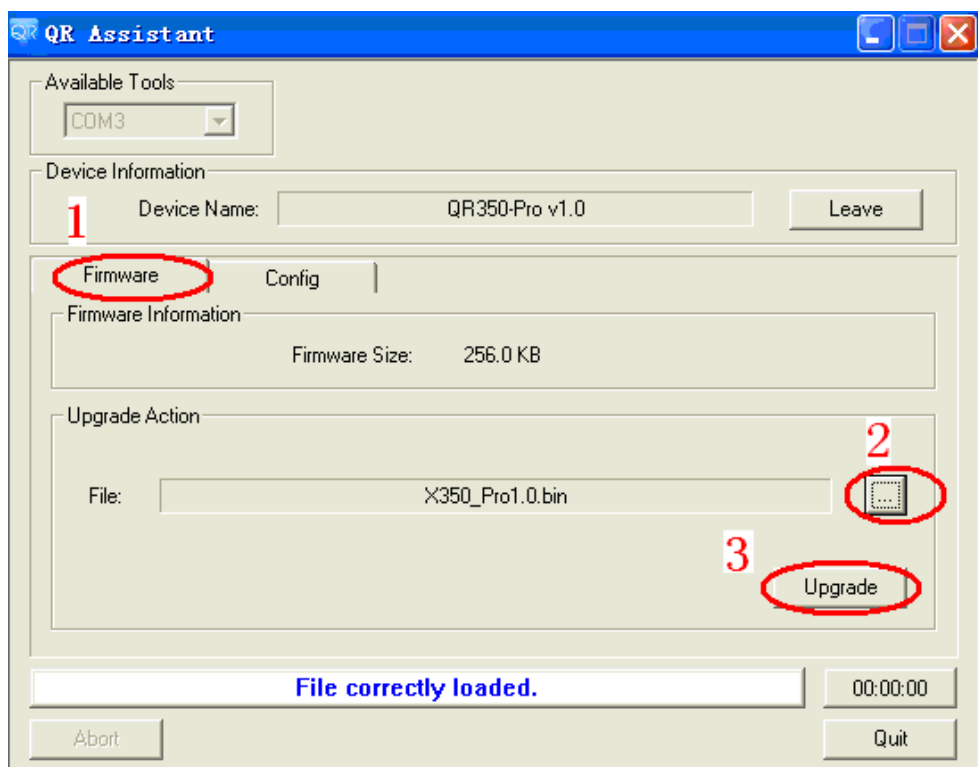 QR QR Assistant
Available Tools
COM3
Device Information
1
Device Name: QR350-Pro v1.0 Leave
Firmware Config
Firmware Information
Firmware Size: 256.0 KB
Upgrade Action
2
File: X350_Pro1.0.bin ...
3
Upgrade
File correctly loaded. 00:00:00
Abort Quit